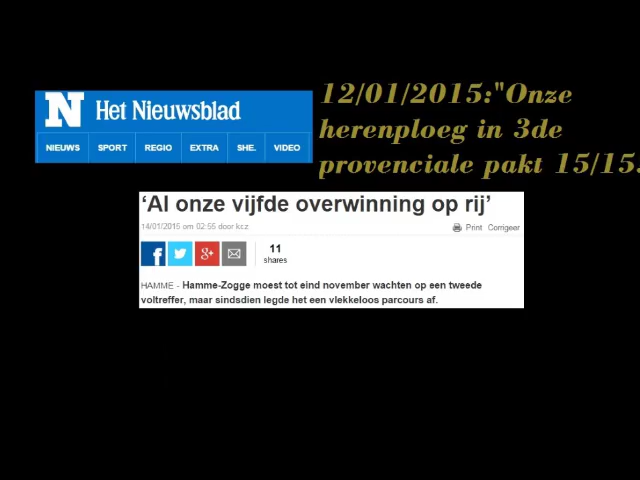 N Het Nieuwsblad
NIEUWS SPORT REGIO EXTRA SHE. VIDEO
12/01/2015:"Onze
herenploeg in 3de
provenciale pakt 15/15.
'Al onze vijfde overwinning op rij'
14/01/2015 om 02:55 door kcz
Print Corrigeer
f g+ 11
shares
HAMME - Hamme-Zogge moest tot eind november wachten op een tweede
voltreffer, maar sindsdien legde het een vlekkeloos parcours af.